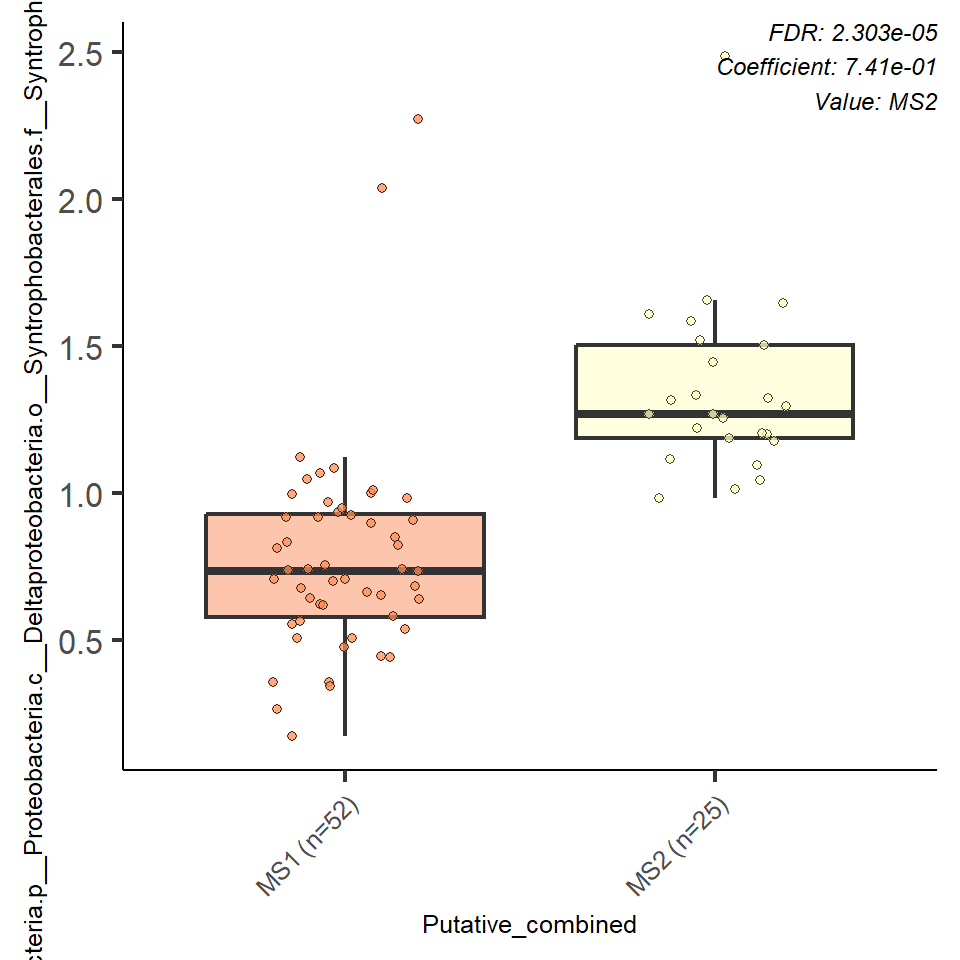 FDR: 2.303e-05
Coefficient: 7.41e-01
Value: MS2
2.5
2.0
1.5
1.0
0.5
cteria.p__Proteobacteria.c__Deltaproteobacteria.o__Syntrophobacterales.f__Syntroph
MS1 (n=52)
MS2 (n=25)
Putative_combined